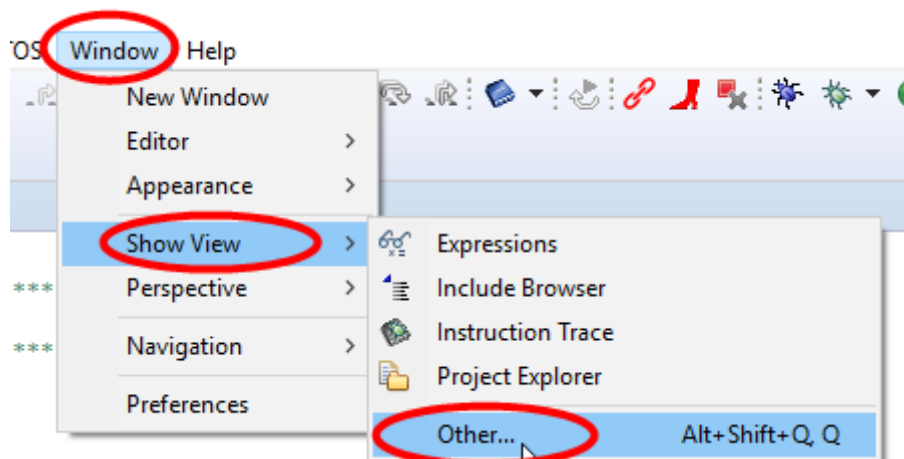 OS Window Help
New Window
Editor
Appearance
Show View
Expressions
Perspective
Include Browser
***
Instruction Trace
***
Navigation
Project Explorer
Preferences
Other... Alt+Shift+Q, Q